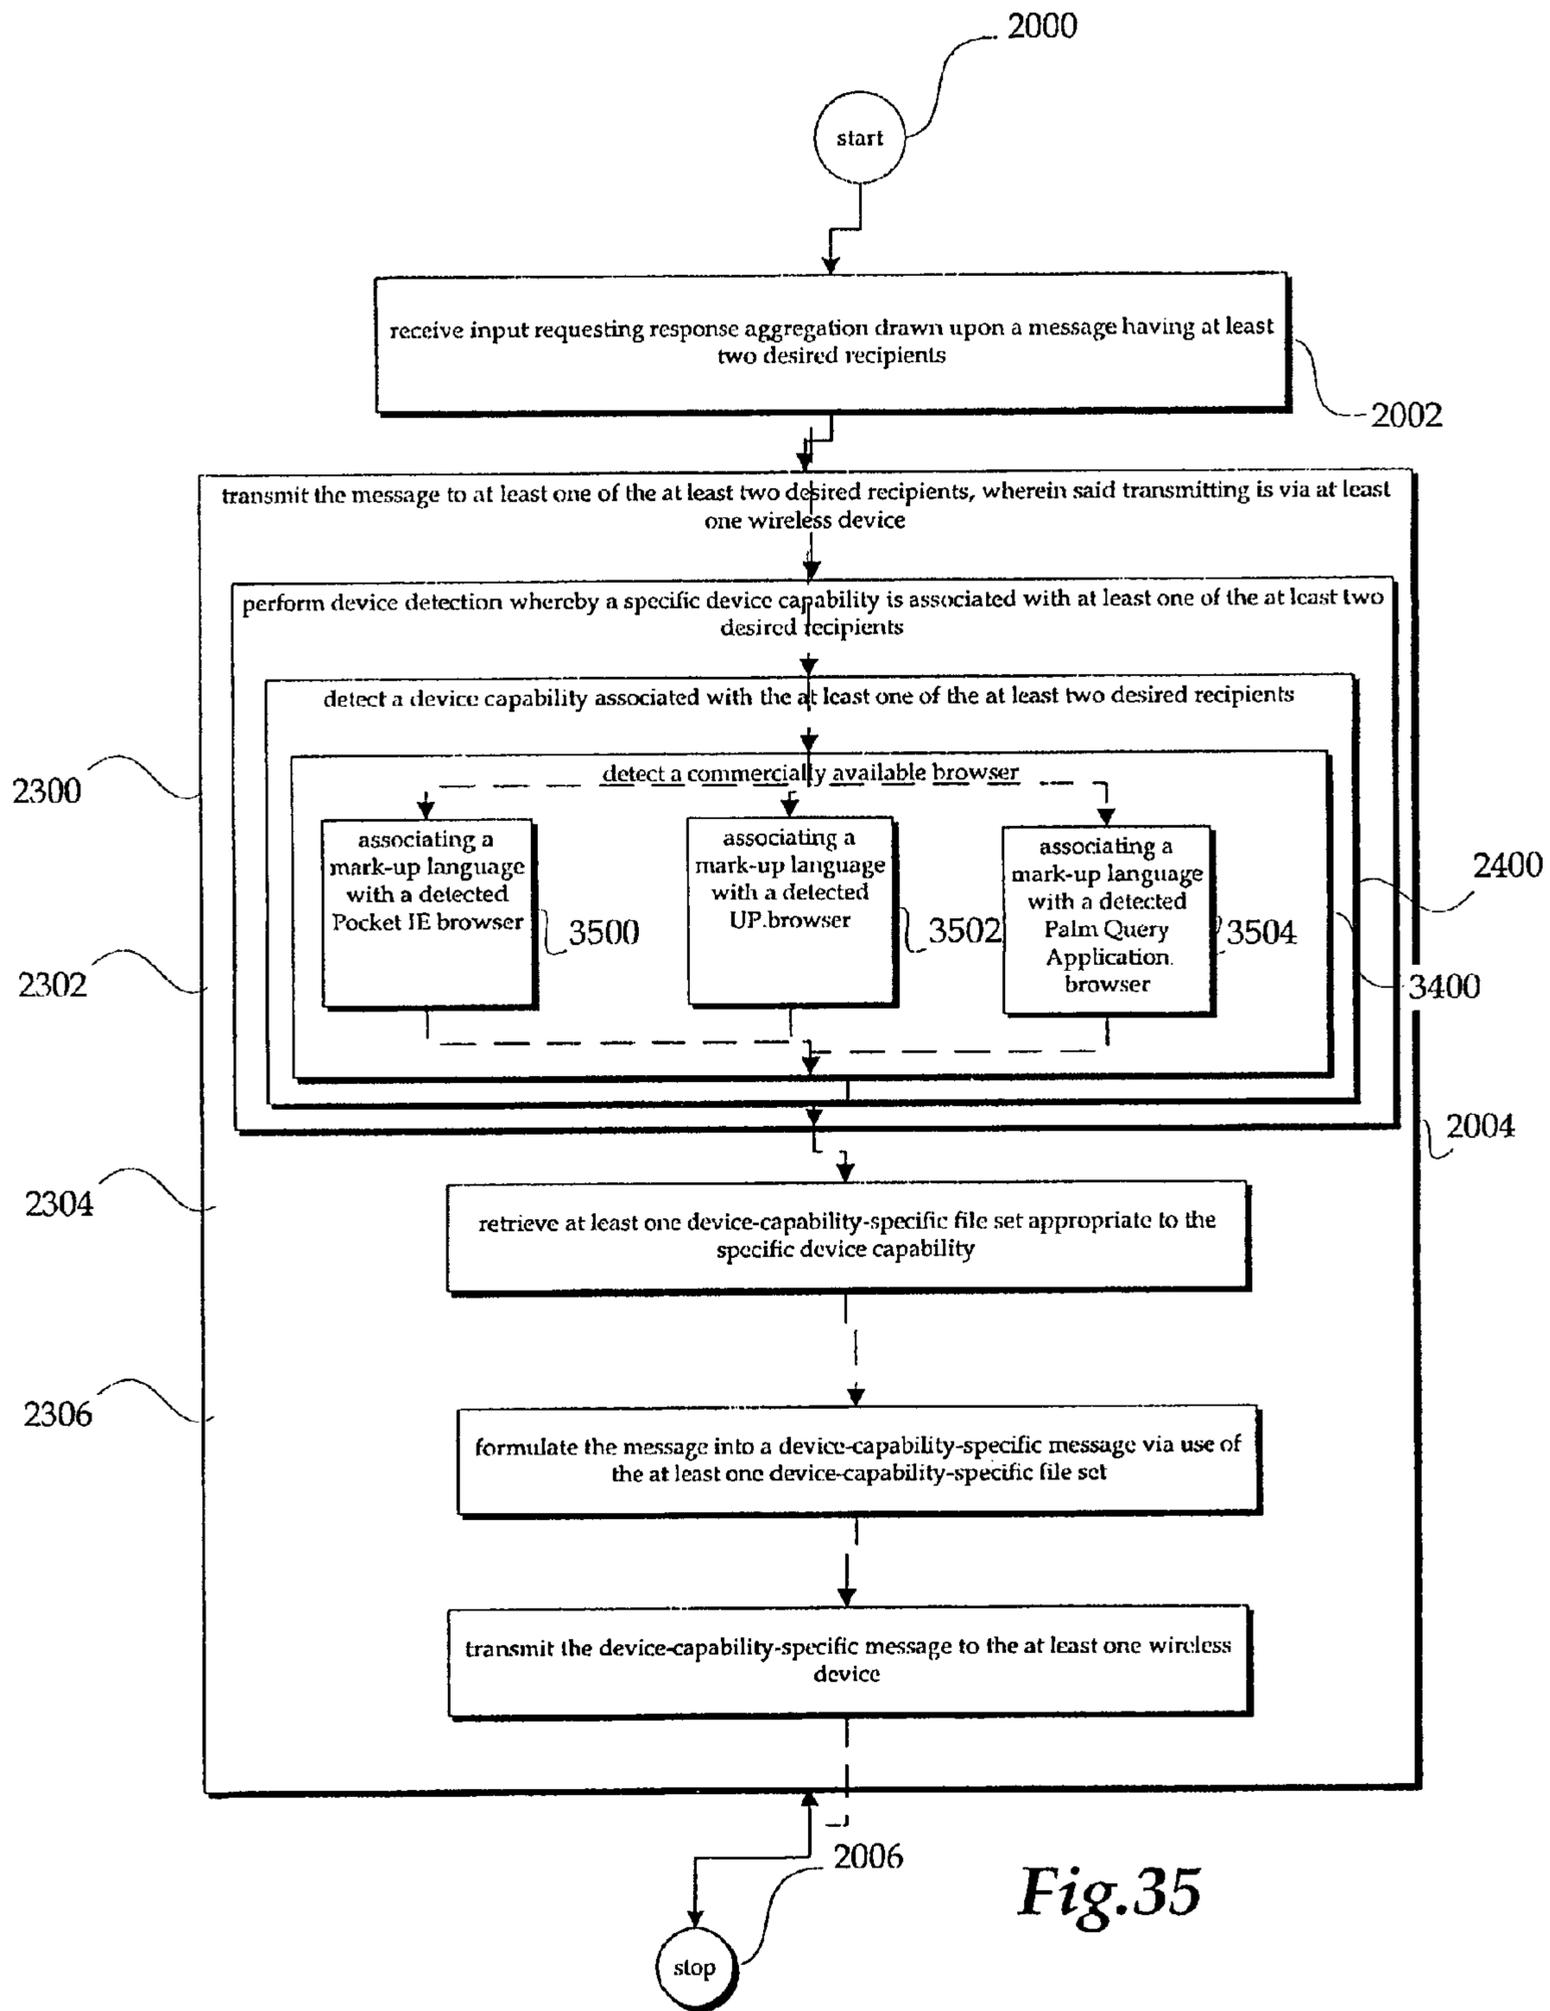 2000
start
receive input requesting response aggregation drawn upon a message having at least
two desired recipients
2002
transmit the message to at least one of the at least two desired recipients, wherein said transmitting is via at least
one wireless device
perform device detection whereby a specific device capability is associated with at least one of the at least two
desired recipients
detect a device capability associated with the at least one of the at least two desired recipients
detect a commercially available browser
2300
associating a
mark-up language
with a detected
Pocket IE browser
3500
associating a
mark-up language
with a detected
UP.browser
3502
associating a
mark-up language
with a detected
Palm Query
Application.
browser
3504
2400
2302
3400
2004
2304
retrieve at least one device-capability-specific file set appropriate to the
specific device capability
2306
formulate the message into a device-capability-specific message via use of
the at least one device-capability-specific file set
transmit the device-capability-specific message to the at least one wireless
device
2006
stop
Fig.35